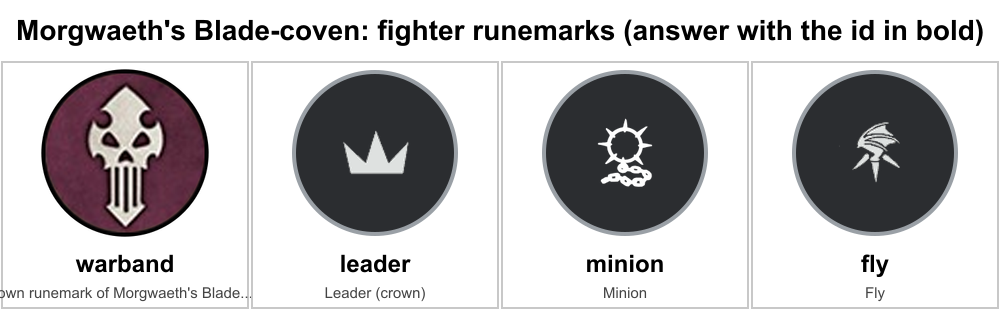 Morgwaeth's Blade-coven: fighter runemarks (answer with the id in bold)
warband
own runemark of Morgwaeth's Blade...
leader
Leader (crown)
minion
Minion
fly
Fly